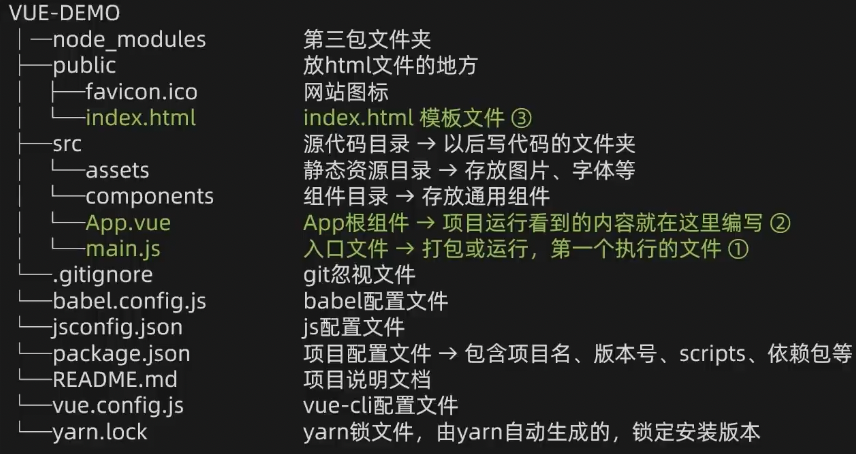 VUE-DEMO
│─node_modules 第三包文件夹
├──public 放html文件的地方
│ ├──favicon.ico 网站图标
│ └──index.html index.html 模板文件 ③
├──src 源代码目录 → 以后写代码的文件夹
│ └──assets 静态资源目录 → 存放图片、字体等
│ └──components 组件目录 → 存放通用组件
│ └──App.vue App根组件 → 项目运行看到的内容就在这里编写 ②
│ └──main.js 入口文件 → 打包或运行，第一个执行的文件 ①
└──.gitignore git忽视文件
└──babel.config.js babel配置文件
└──jsconfig.json js配置文件
└──package.json 项目配置文件 → 包含项目名、版本号、scripts、依赖包等
└──README.md 项目说明文档
└──vue.config.js vue-cli配置文件
└──yarn.lock yarn锁文件，由yarn自动生成的，锁定安装版本